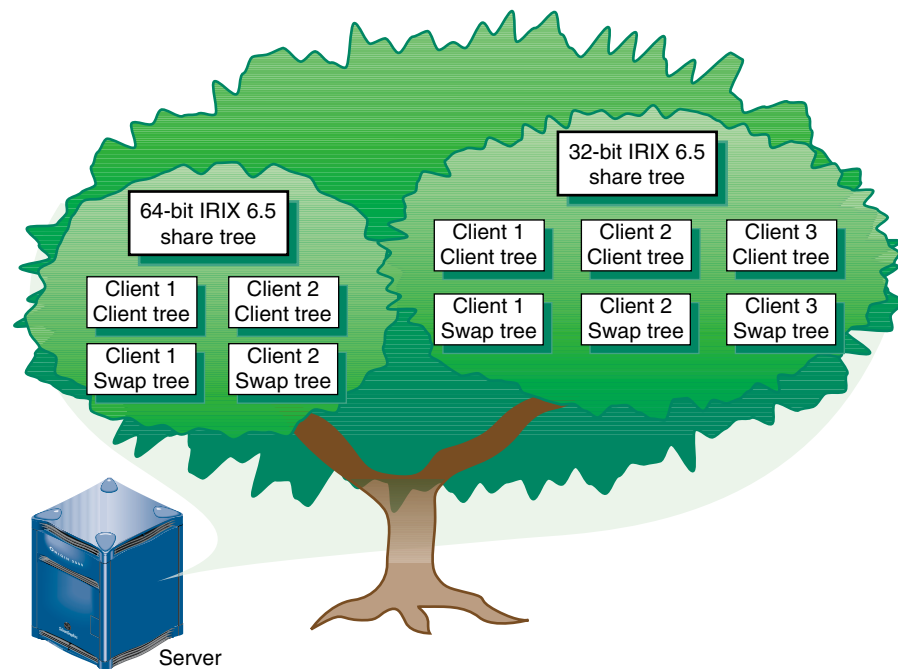 32-bit IRIX 6.5
share tree
64-bit IRIX 6.5
share tree
Client 1
Client tree
Client 2
Client tree
Client 3
Client tree
Client 1
Client tree
Client 2
Client tree
Client 1
Swap tree
Client 2
Swap tree
Client 3
Swap tree
Client 1
Swap tree
Client 2
Swap tree
Server